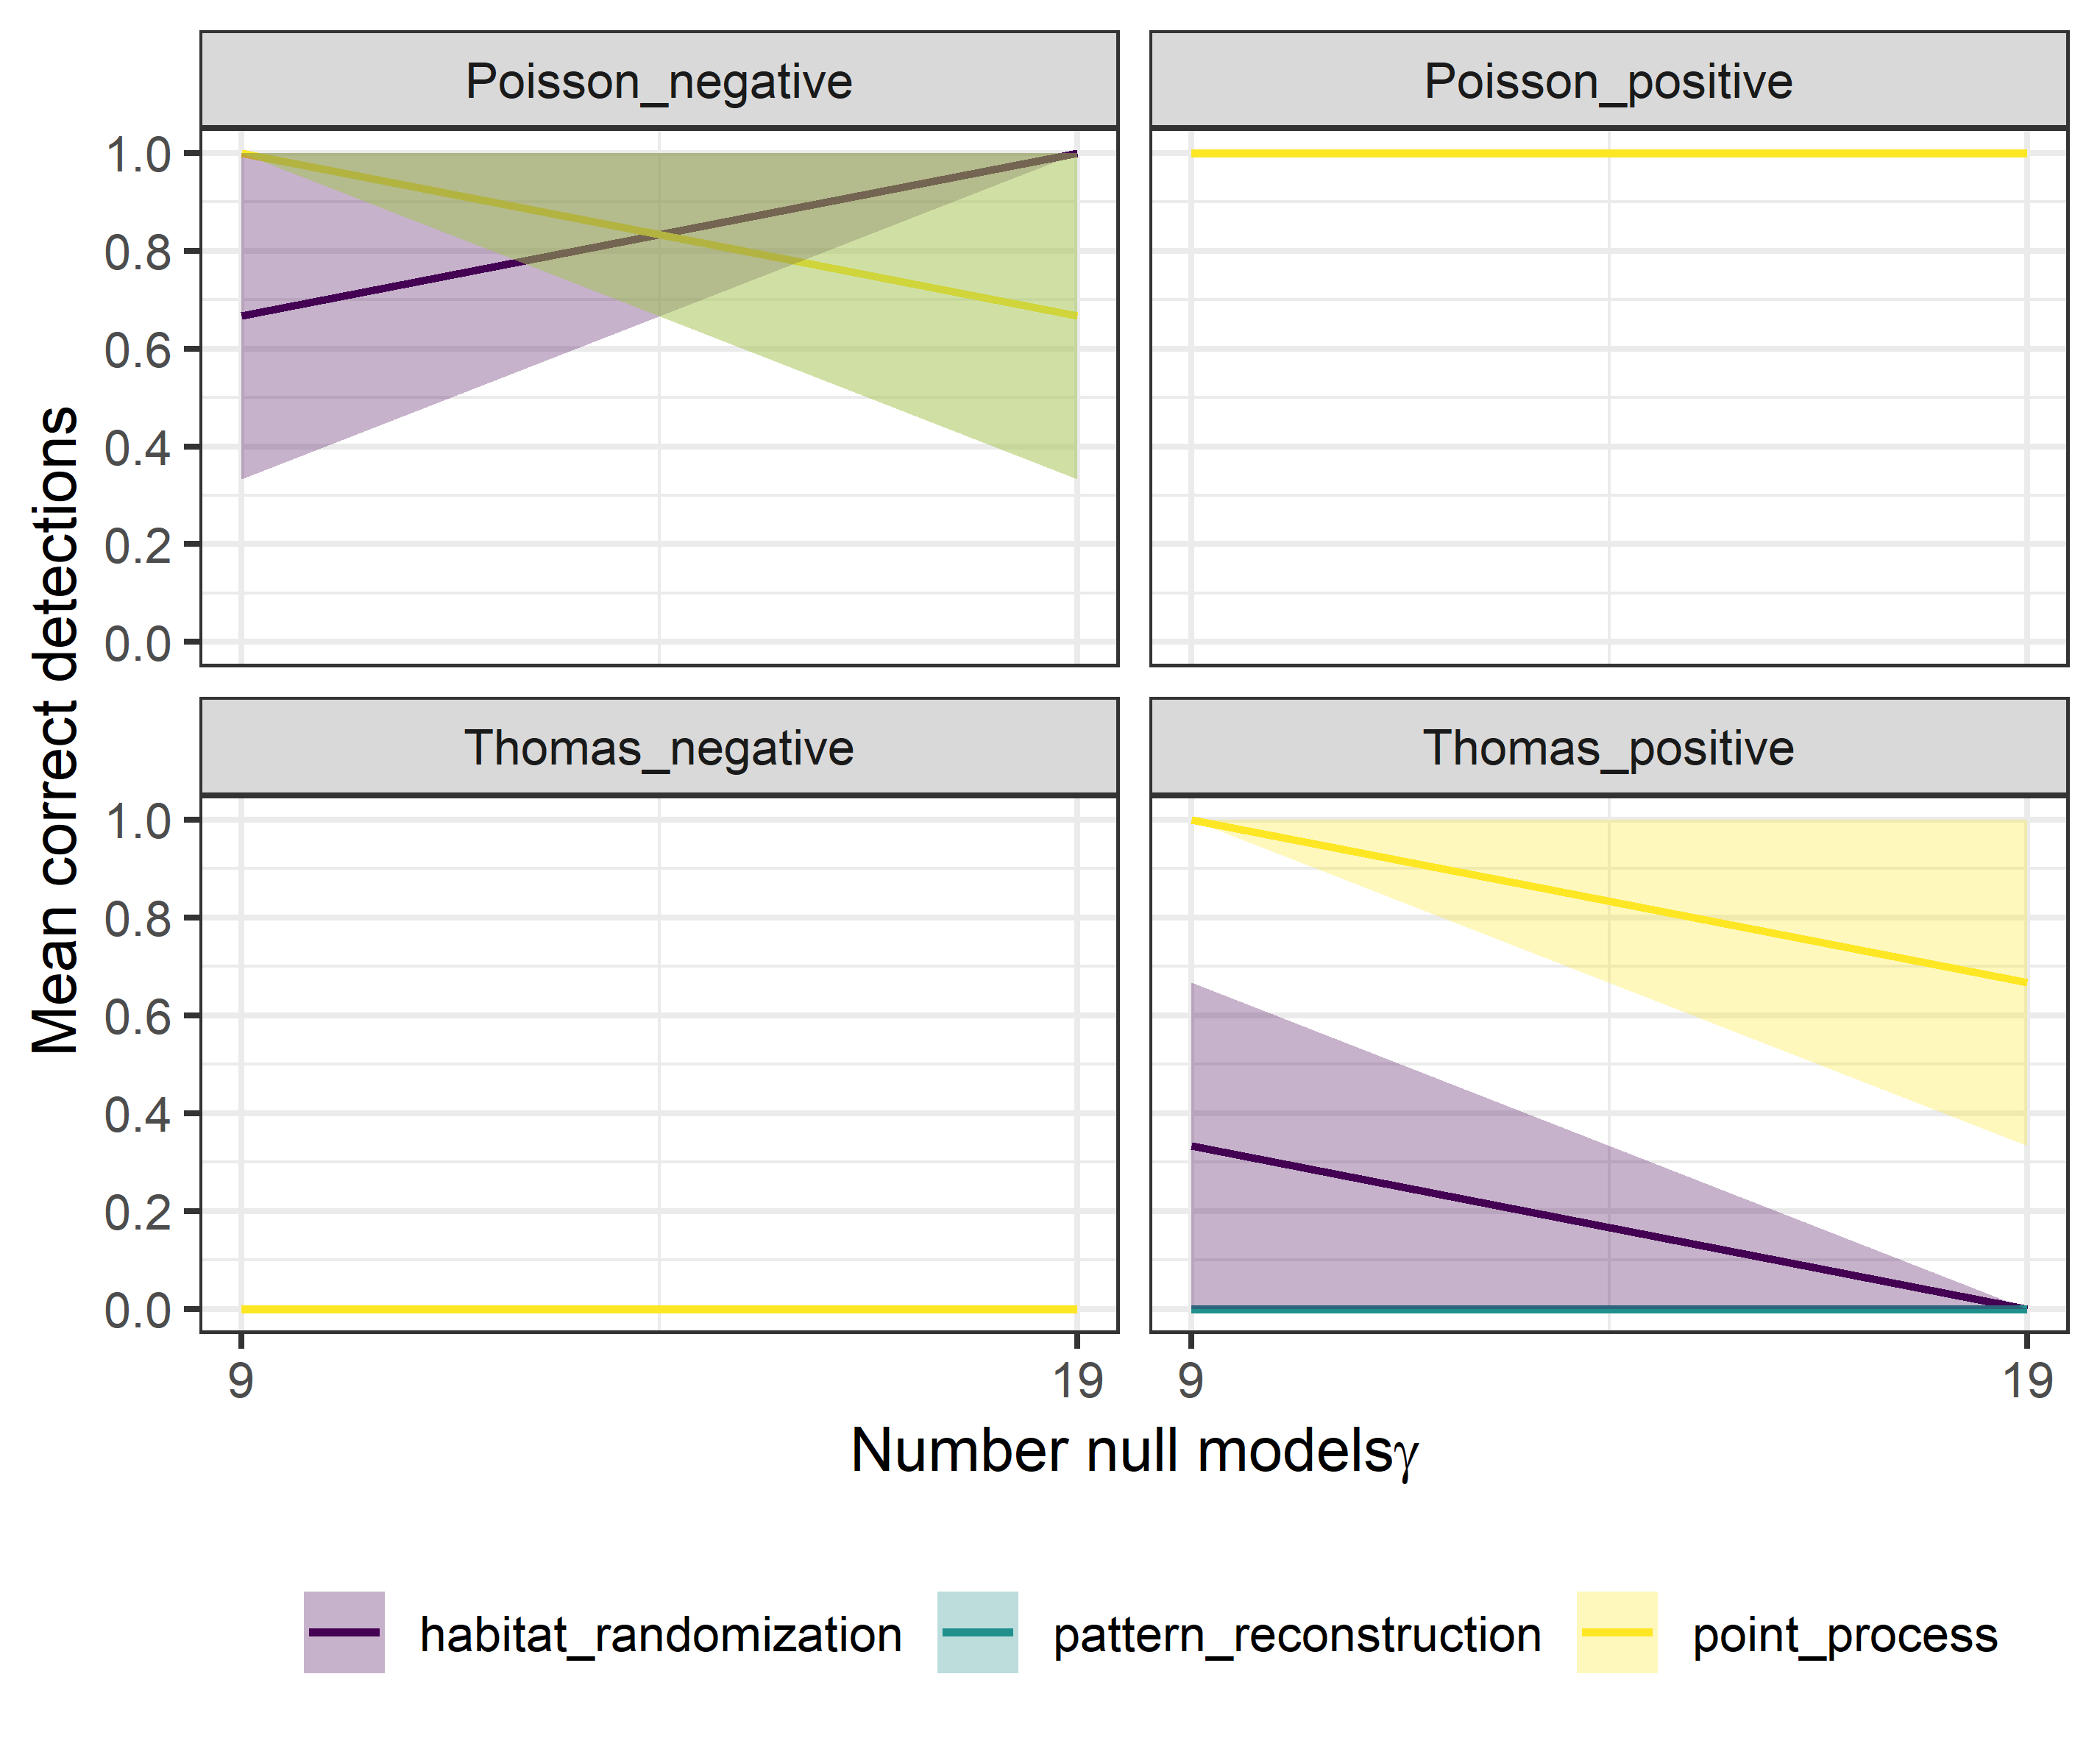 Poisson_negative
Poisson_positive
1.0
0.8
0.6
0.4
0.2
0.0
Thomas_negative
Thomas_positive
1.0
0.8
0.6
0.4
0.2
0.0
9
19
9
19
Mean correct detections
Number null modelsγ
habitat_randomization
pattern_reconstruction
point_process